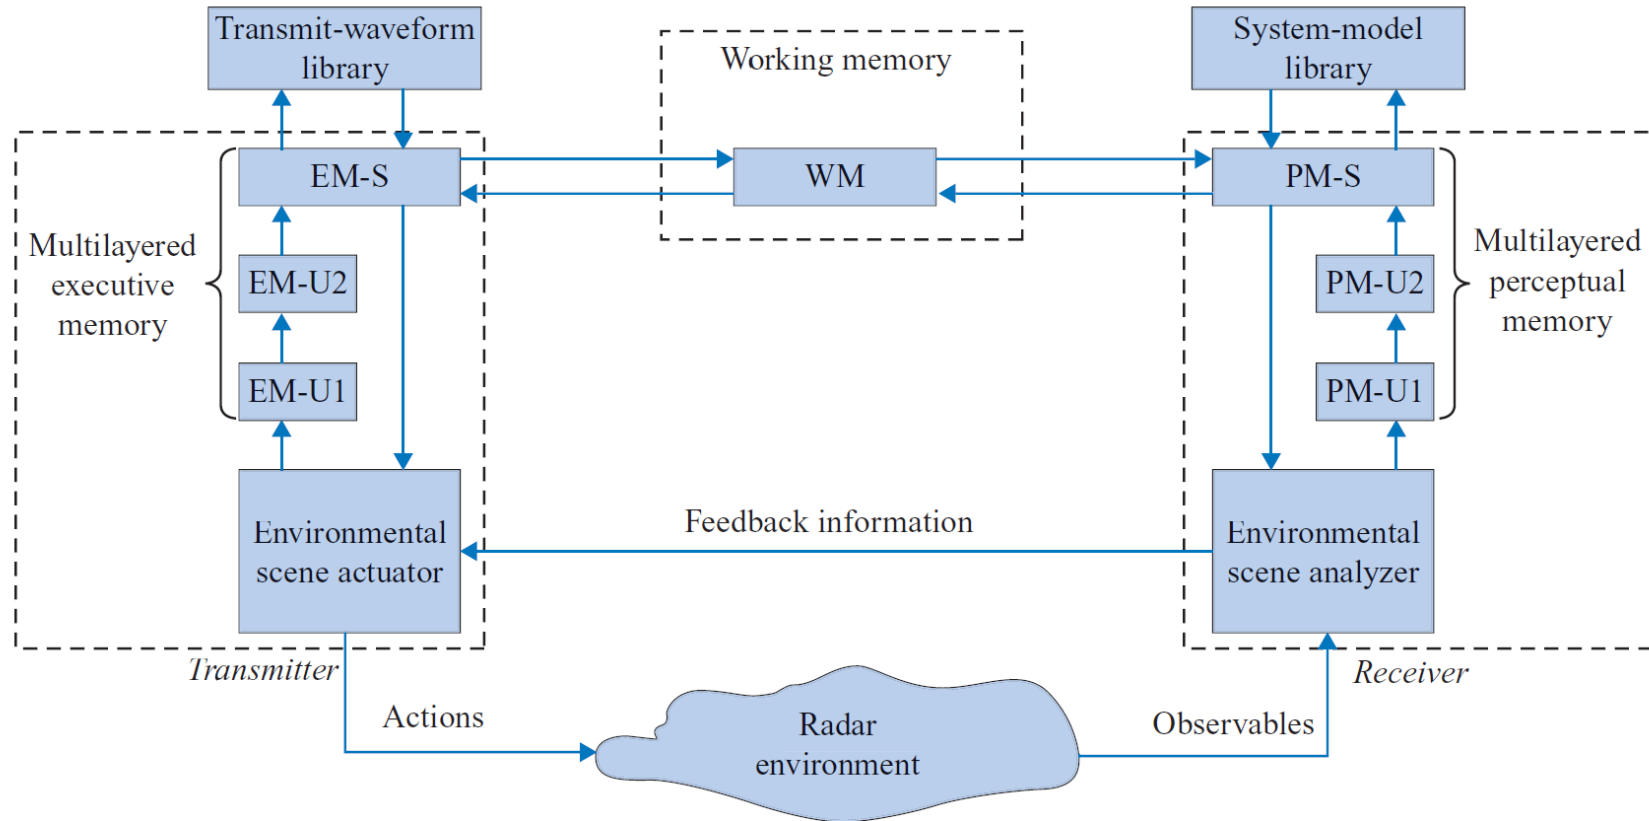 Transmit-waveform
library
Working memory
System-model
library
EM-S
WM
PM-S
Multilayered
executive
memory
EM-U2
EM-U1
PM-U2
PM-U1
Multilayered
perceptual
memory
Environmental
scene actuator
Feedback information
Environmental
scene analyzer
Transmitter
Receiver
Actions
Radar
environment
Observables